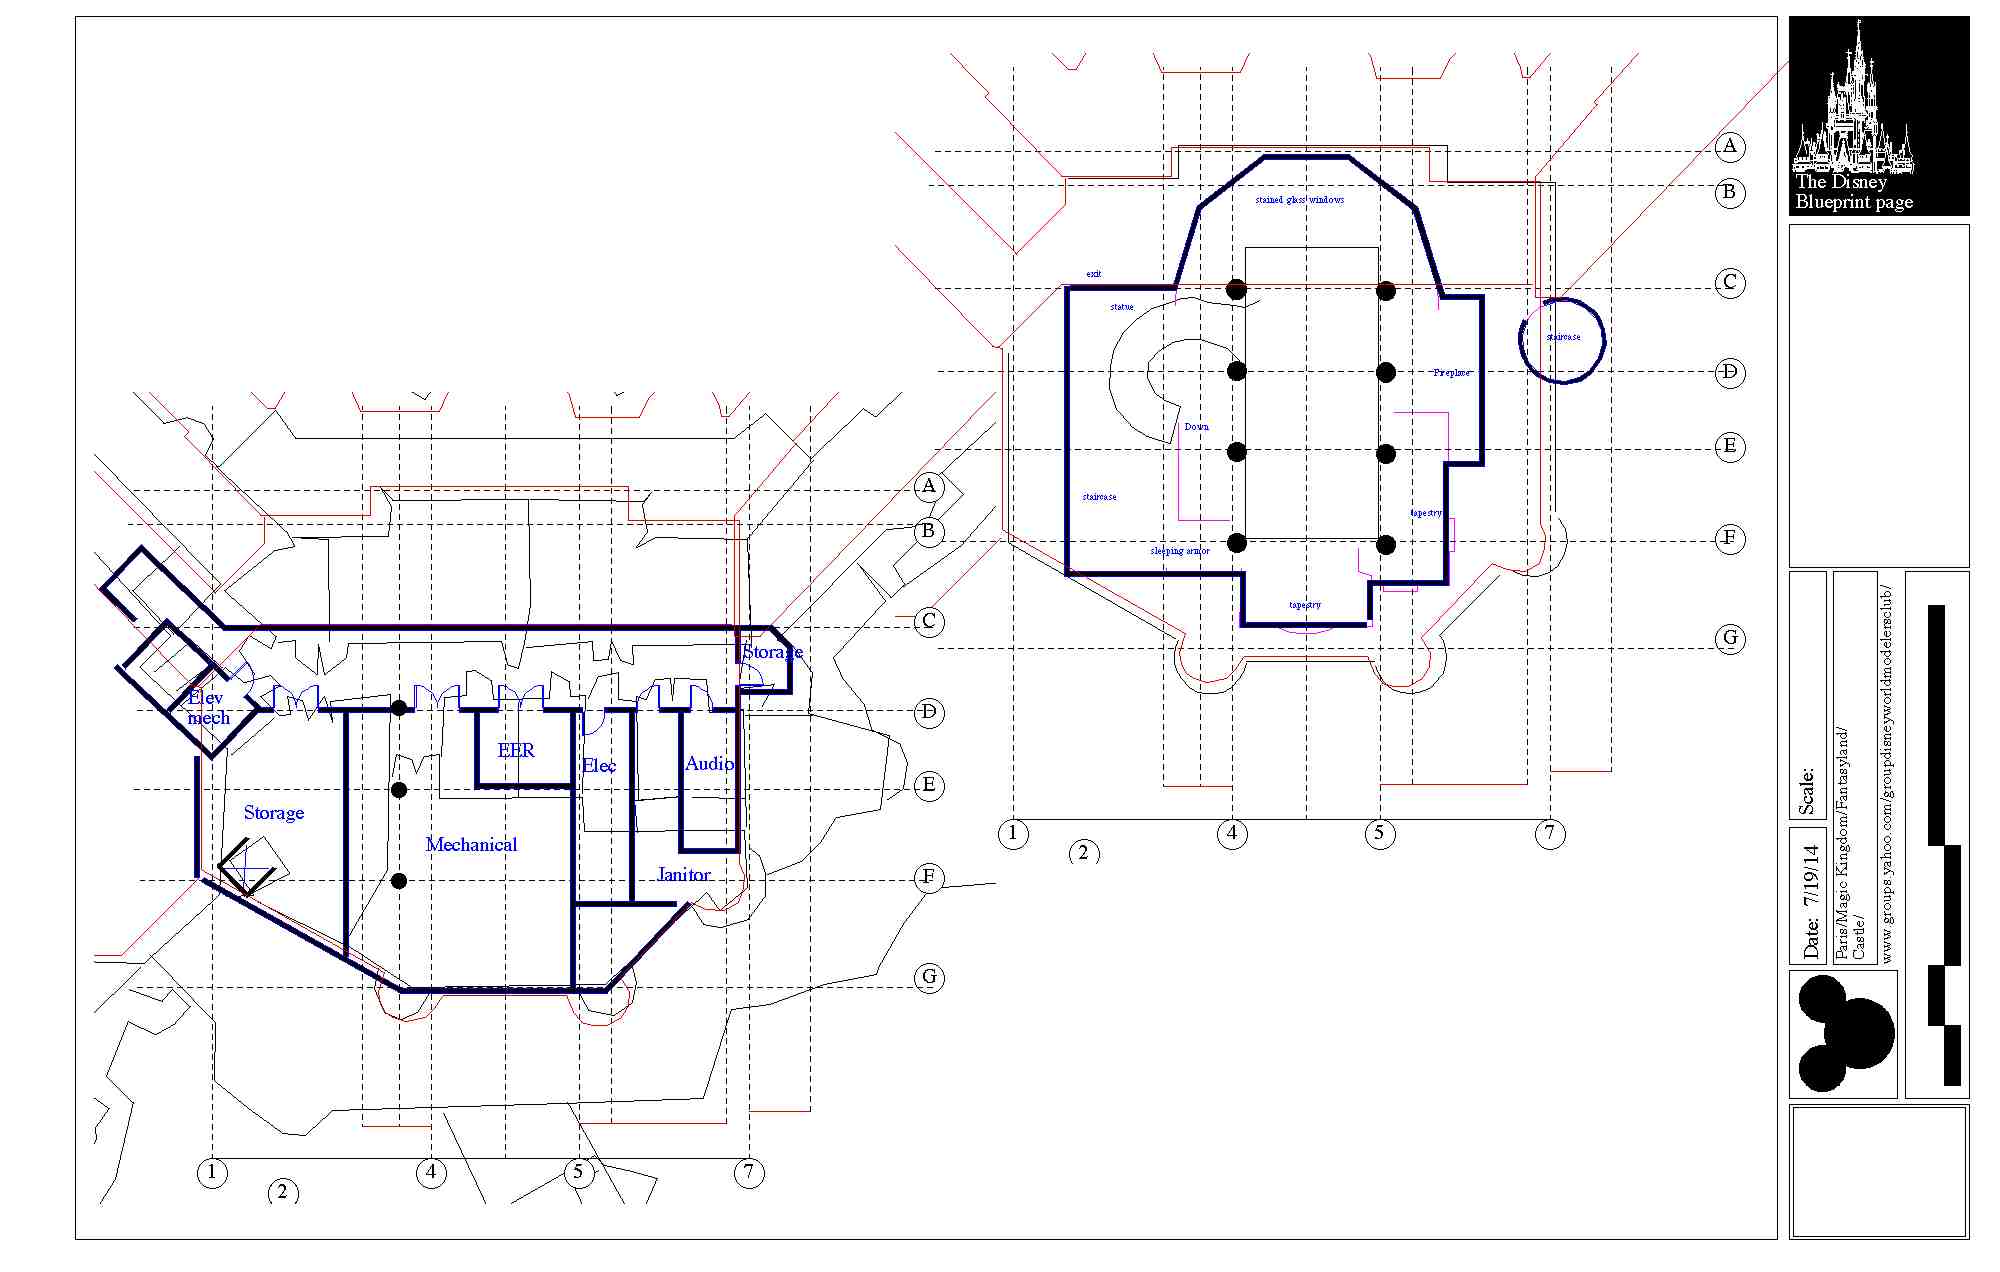 The Disney
Blueprint page
A
B
C
D
E
F
G
stained glass windows
exit
statue
staircase
Fireplace
Down
staircase
tapestry
sleeping armor
tapestry
1
2
4
5
7
A
B
C
D
E
F
G
Storage
Elev
mech
EER
Elec
Audio
Storage
Mechanical
Janitor
1
2
4
5
7
Scale:
Date: 7/19/14
Paris/Magic Kingdom/Fantasyland/
Castle/
www.groups.yahoo.com/groupdisneyworldmodelersclub/